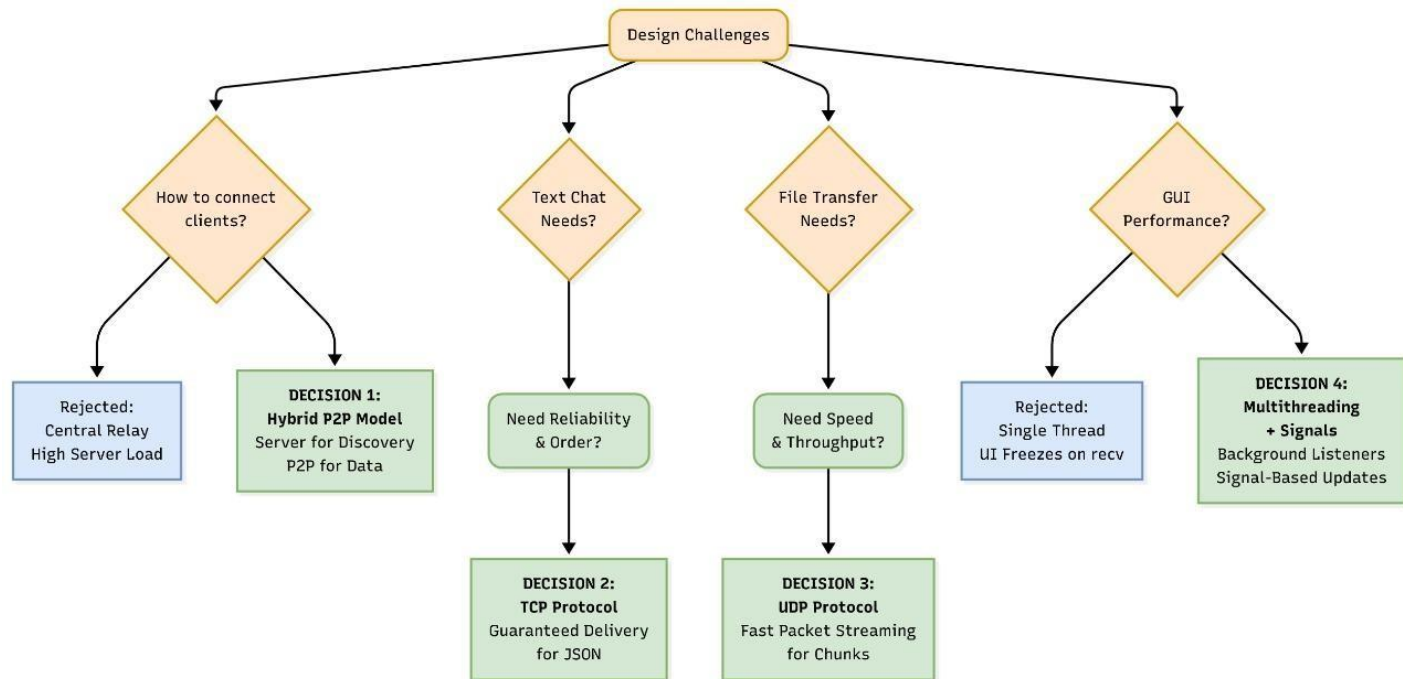 Design Challenges
How to connect
clients?
Text Chat
Needs?
File Transfer
Needs?
GUI
Performance?
Rejected:
Central Relay
High Server Load
DECISION 1:
Hybrid P2P Model
Server for Discovery
P2P for Data
Need Reliability
& Order?
Need Speed
& Throughput?
Rejected:
Single Thread
UI Freezes on recv
DECISION 4:
Multithreading
+ Signals
Background Listeners
Signal-Based Updates
DECISION 2:
TCP Protocol
Guaranteed Delivery
for JSON
DECISION 3:
UDP Protocol
Fast Packet Streaming
for Chunks